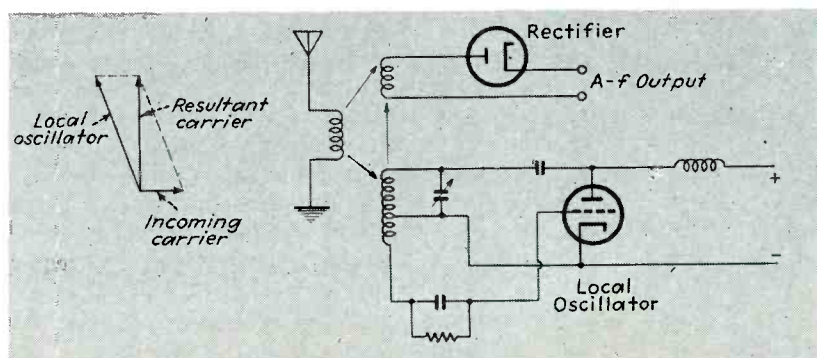 Local
oscillator
Resultant
carrier
Incoming
carrier
Rectifier
A-f Output
+
-
Local
Oscillator